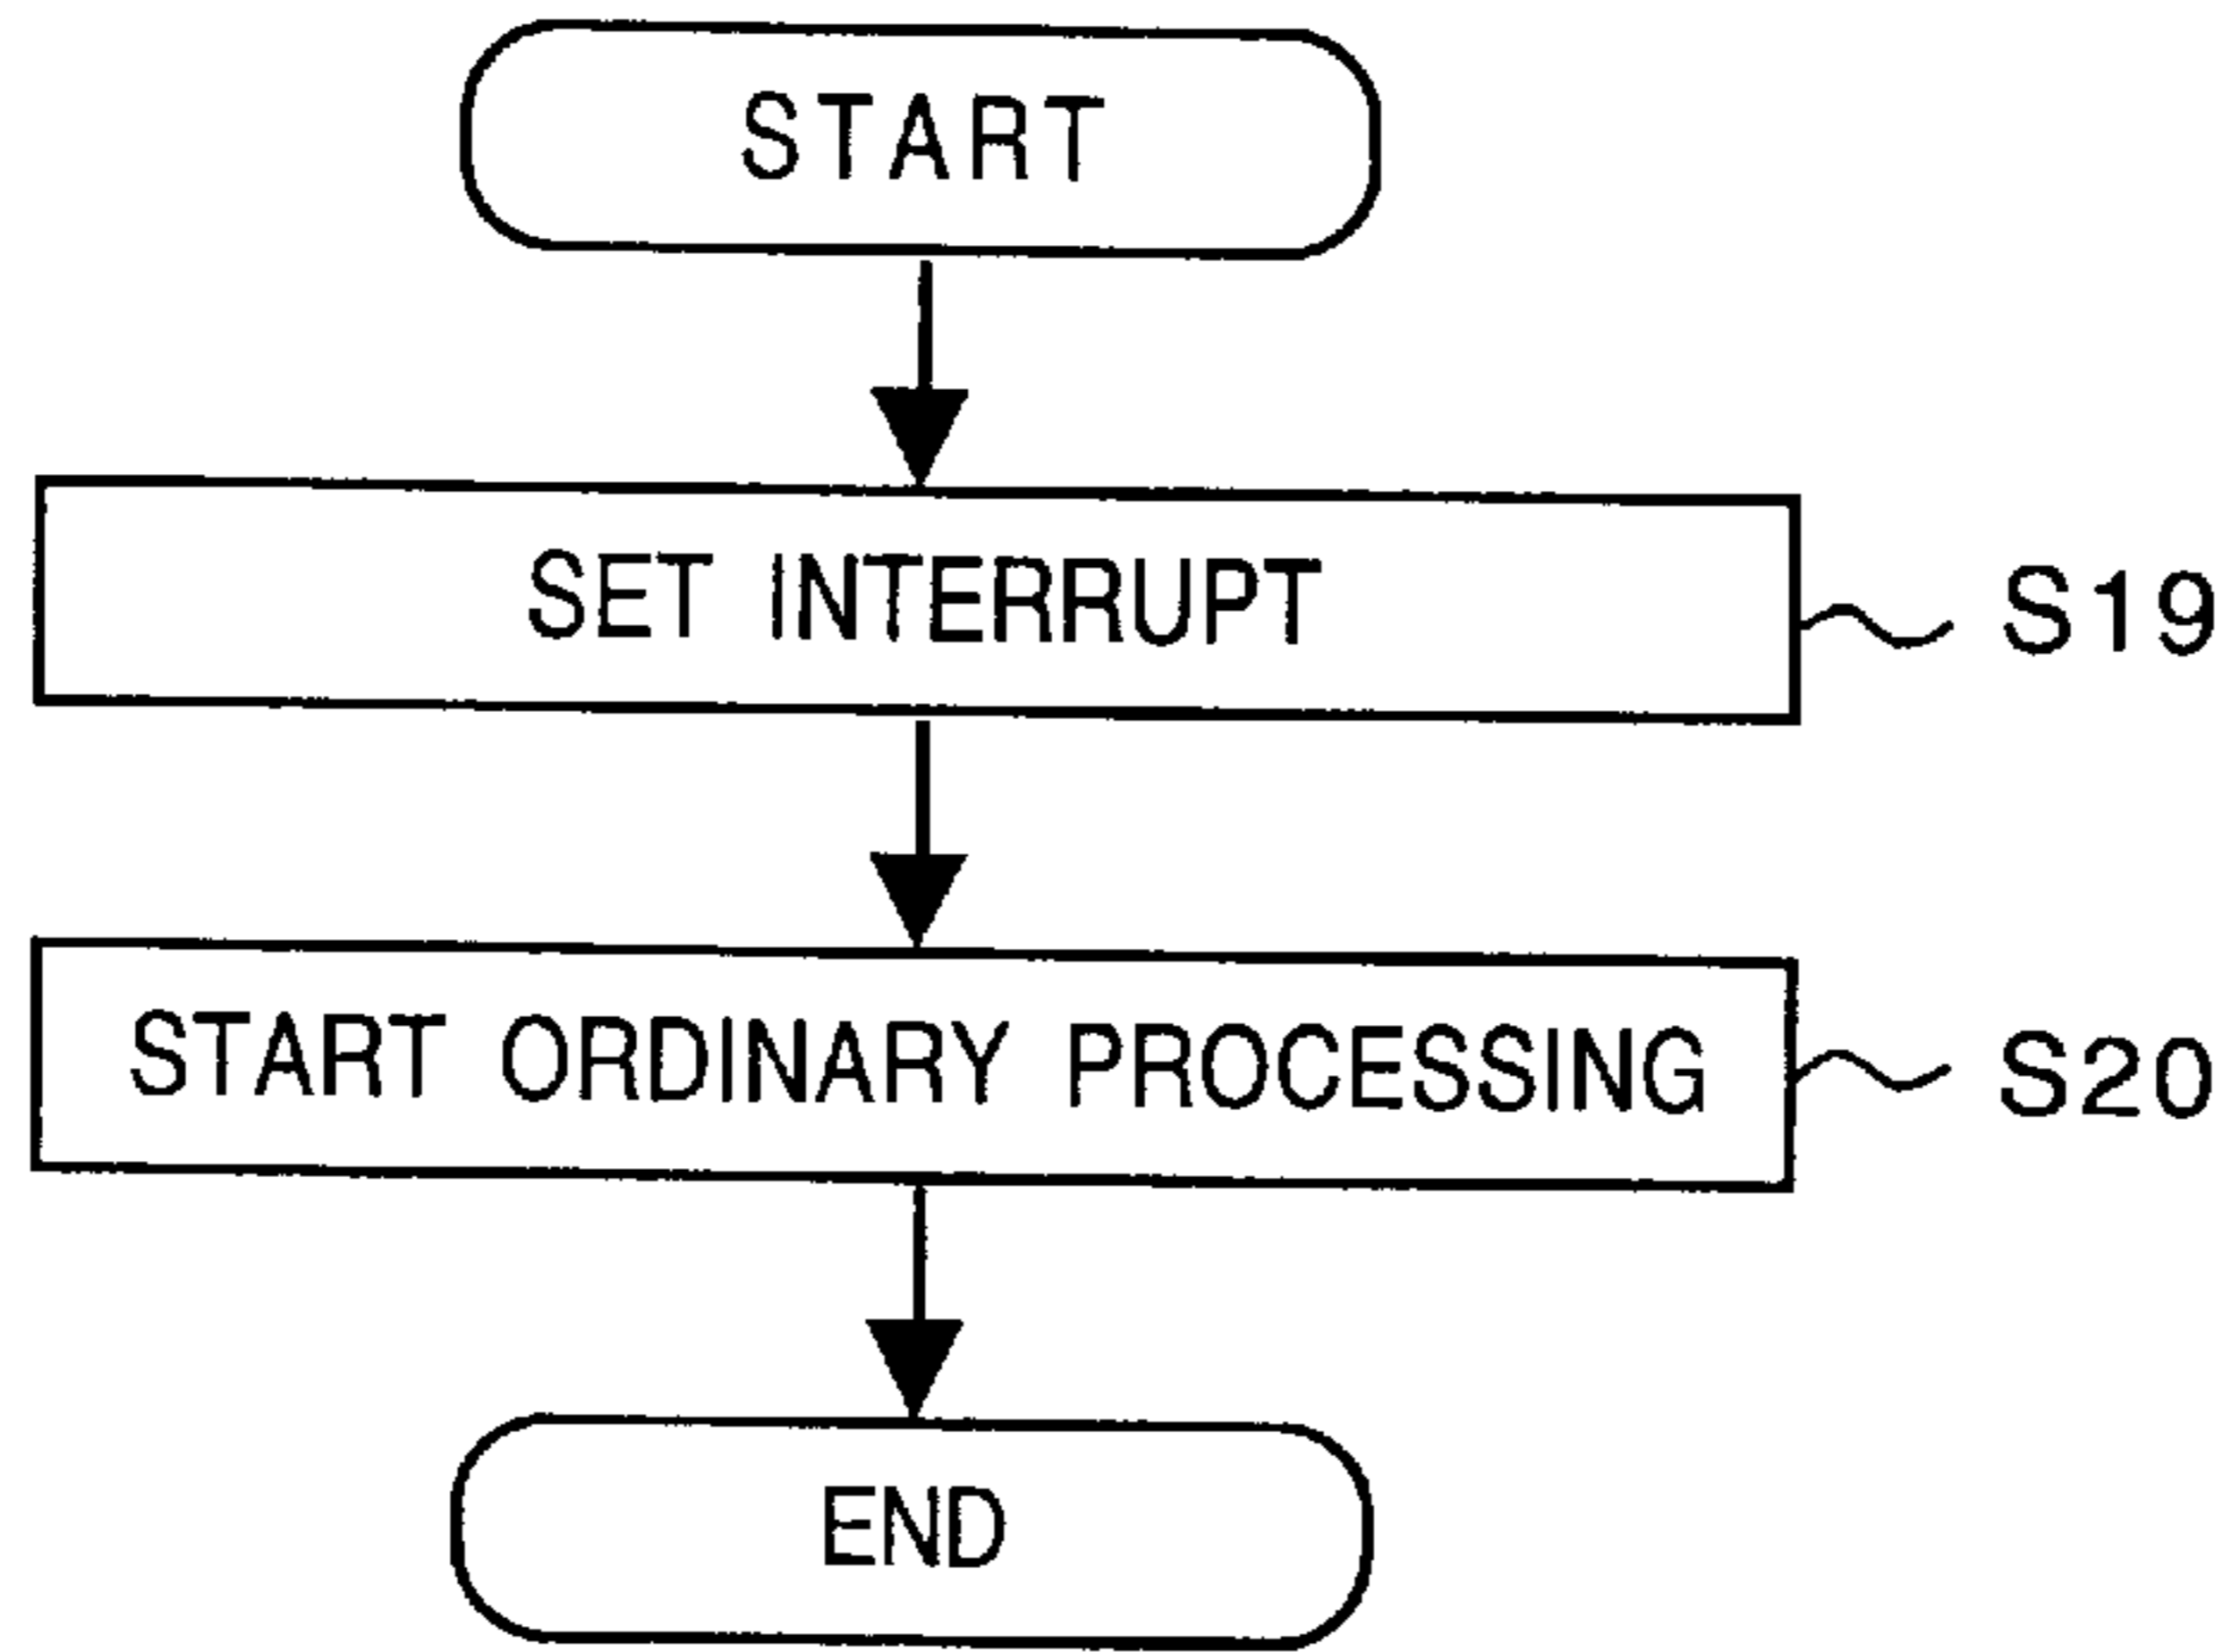 START
SET INTERRUPT
S19
START ORDINARY PROCESSING
S20
END